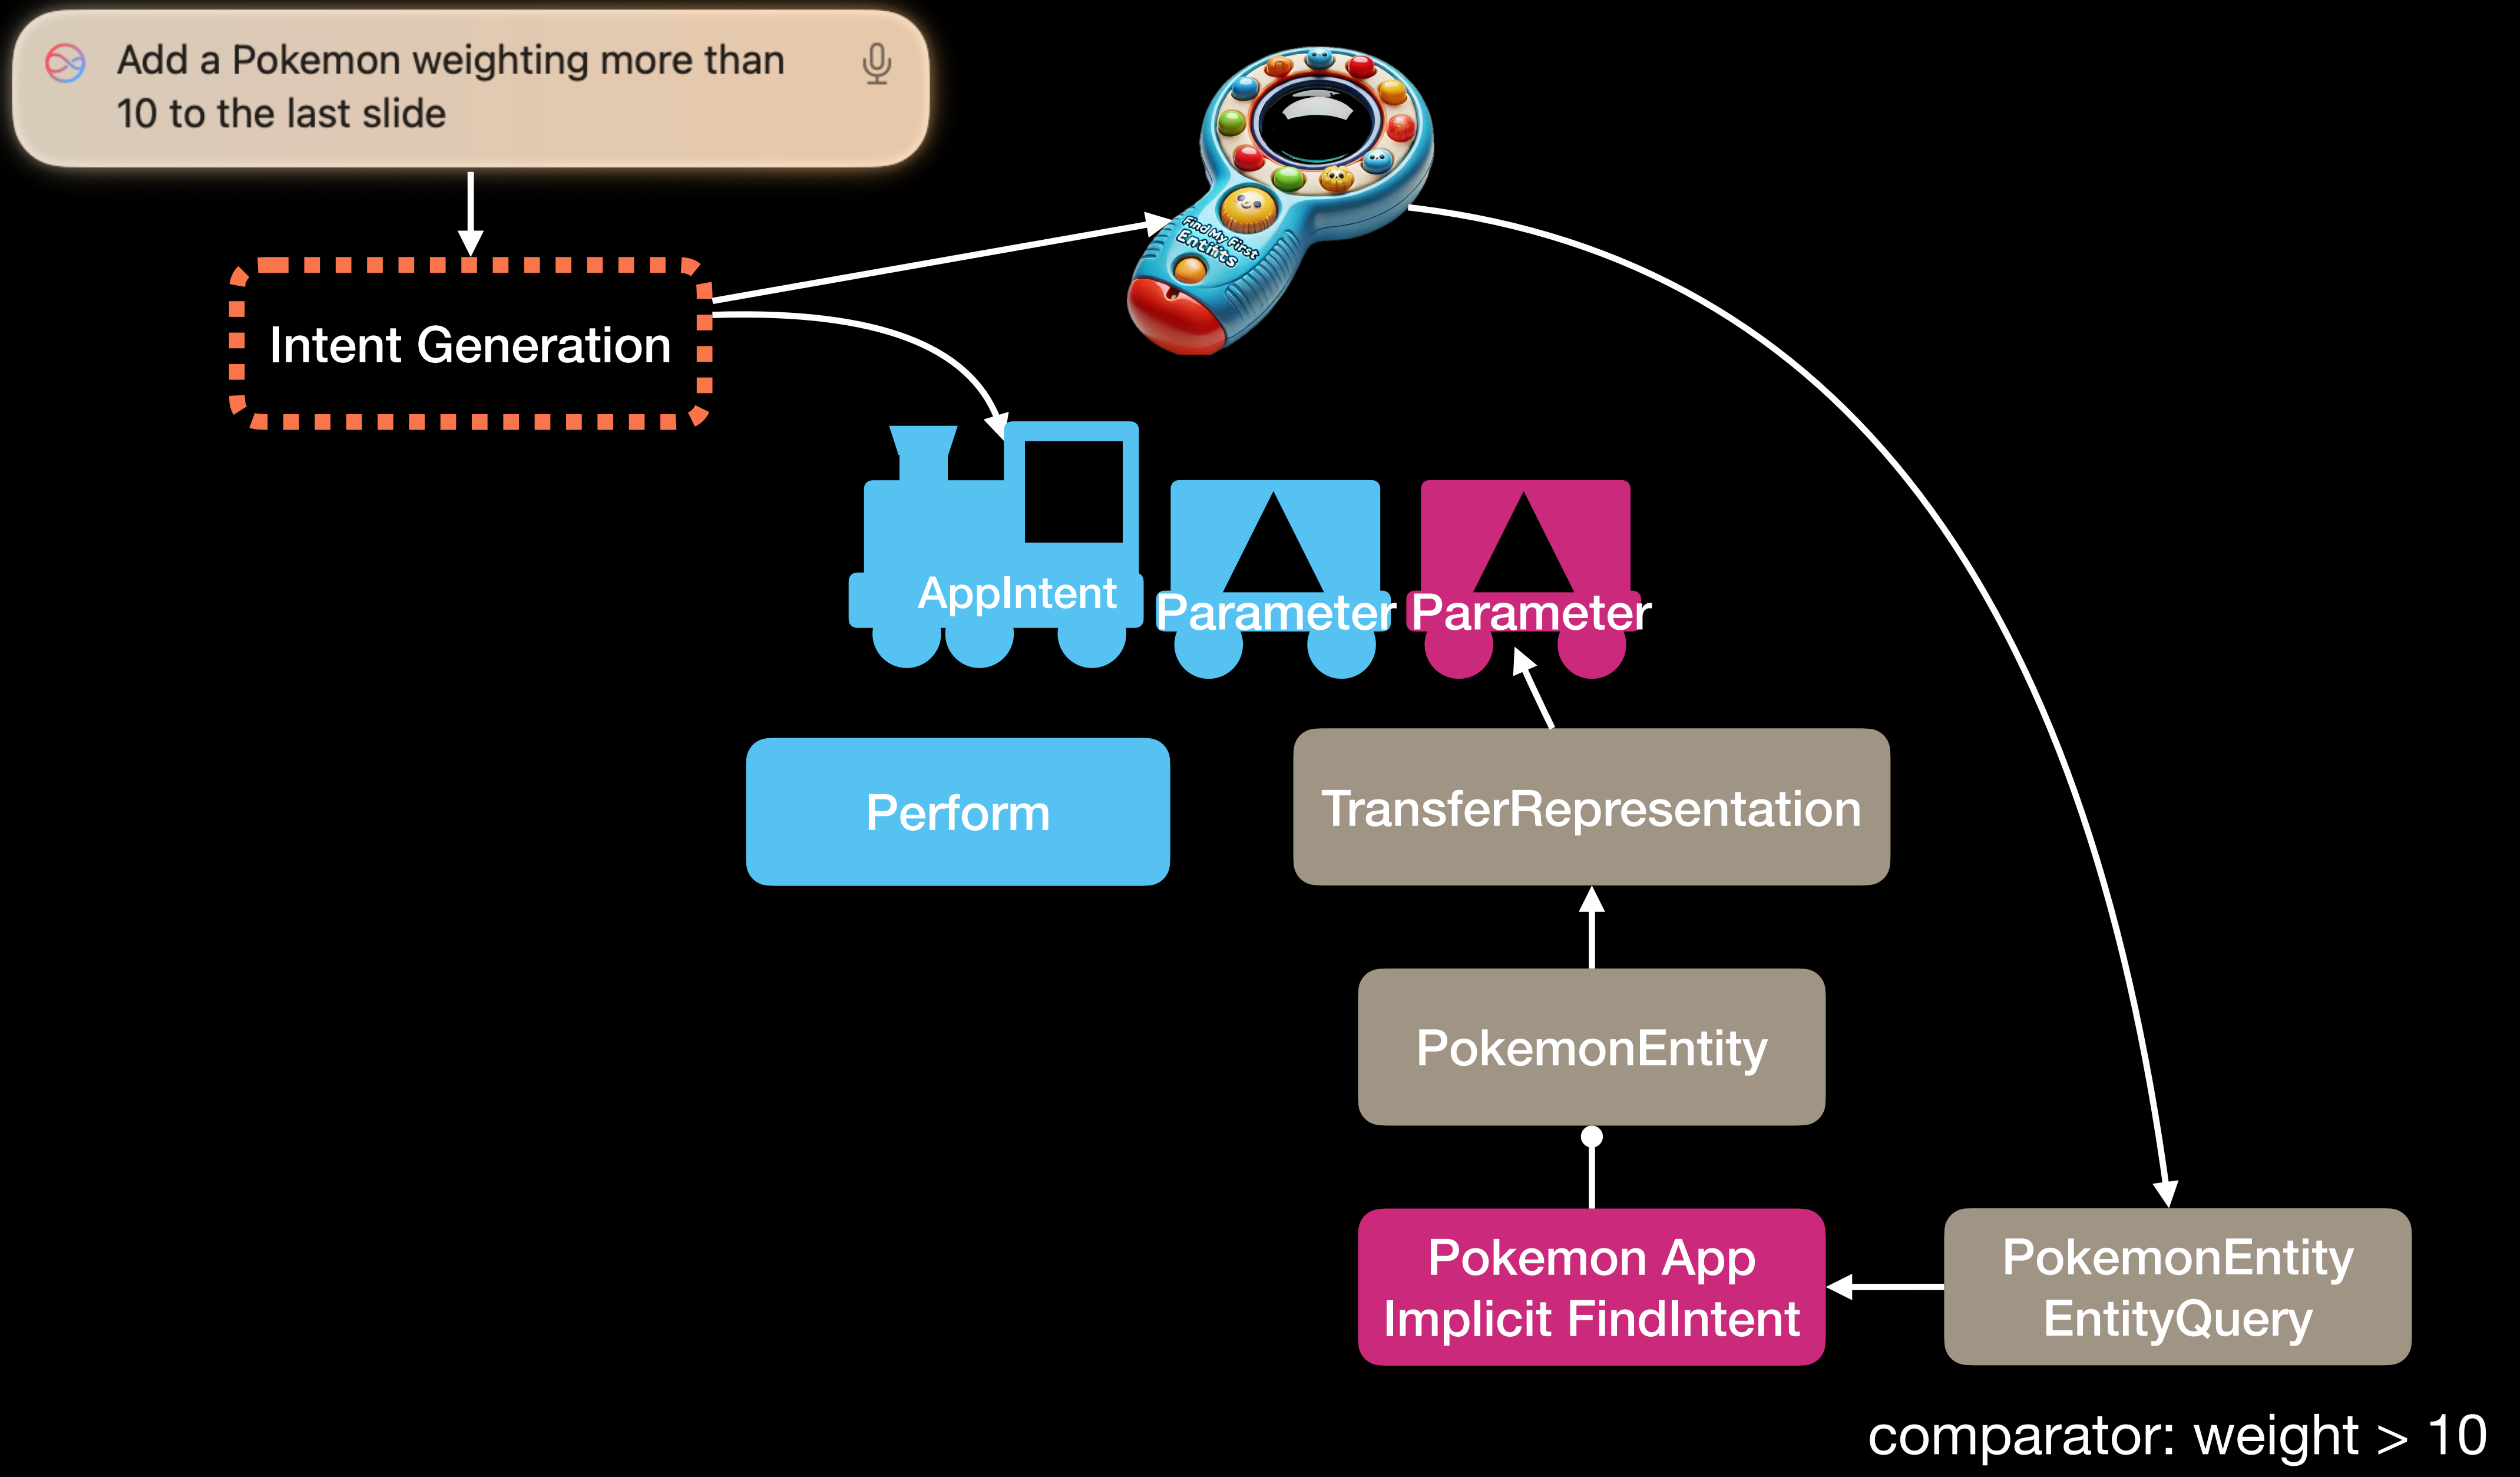 Add a Pokemon weighting more than
10 to the last slide
Find My First
Intent Generation
AppIntent
Parameter
Parameter
Perform
TransferRepresentation
PokemonEntity
Pokemon App
Implicit FindIntent
PokemonEntity
EntityQuery
comparator: weight > 10